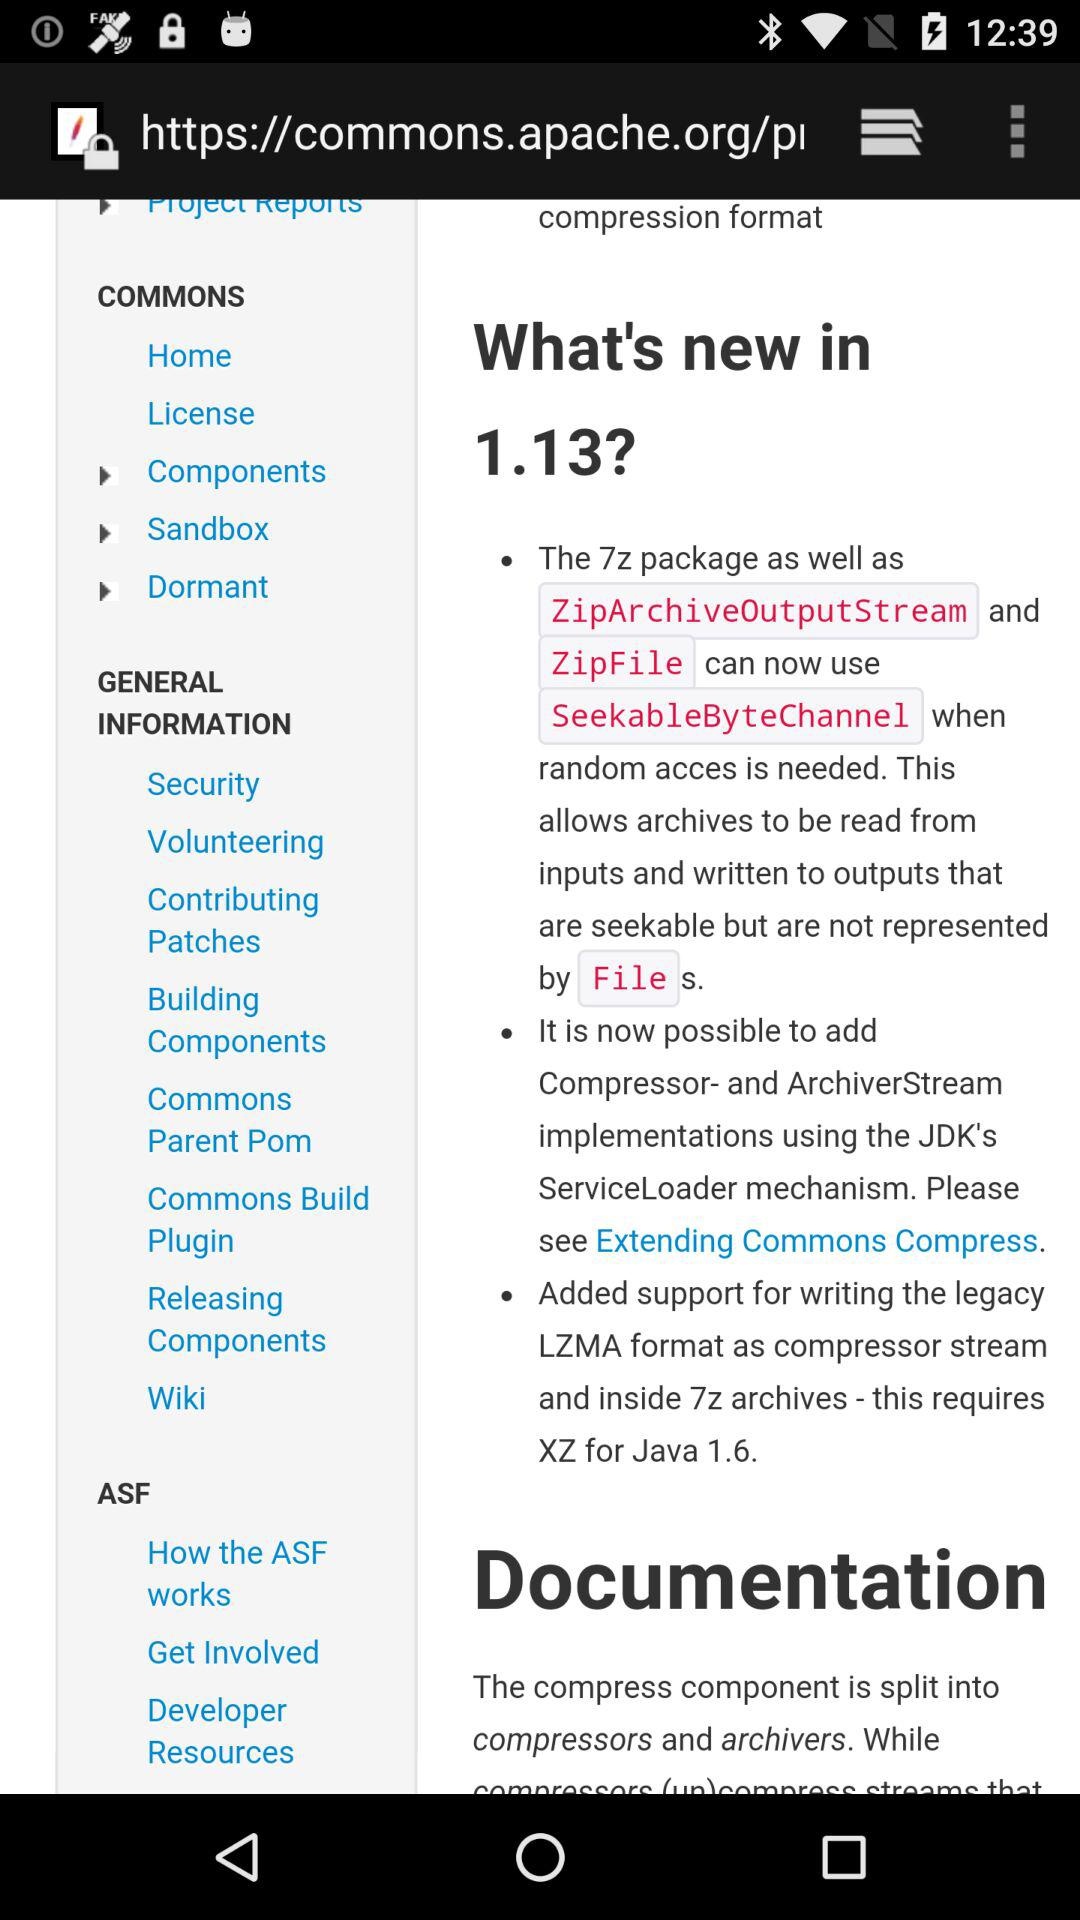 FAKE
12:39
https://commons.apache.org/pr
Project Reports
COMMONS
Home
License
Components
Sandbox
Dormant
GENERAL
INFORMATION
Security
Volunteering
Contributing
Patches
Building
Components
Commons
Parent Pom
Commons Build
Plugin
Releasing
Components
Wiki
ASF
How the ASF
works
Get Involved
Developer
Resources
compression format
What's new in
1.13?
• The 7z package as well as
ZipArchiveOutputStream and
ZipFile can now use
SeekableByteChannel when
random acces is needed. This
allows archives to be read from
inputs and written to outputs that
are seekable but are not represented
by File s.
• It is now possible to add
Compressor- and ArchiverStream
implementations using the JDK's
ServiceLoader mechanism. Please
see Extending Commons Compress.
• Added support for writing the legacy
LZMA format as compressor stream
and inside 7z archives - this requires
XZ for Java 1.6.
Documentation
The compress component is split into
compressors and archivers. While
compressors (un)compress streams that